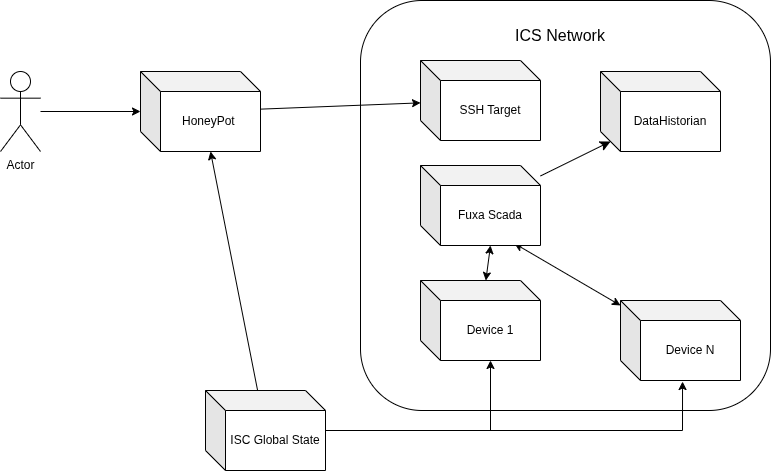 ICS Network
SSH Target
HoneyPot
DataHistorian
Actor
Fuxa Scada
Device 1
Device N
ISC Global State